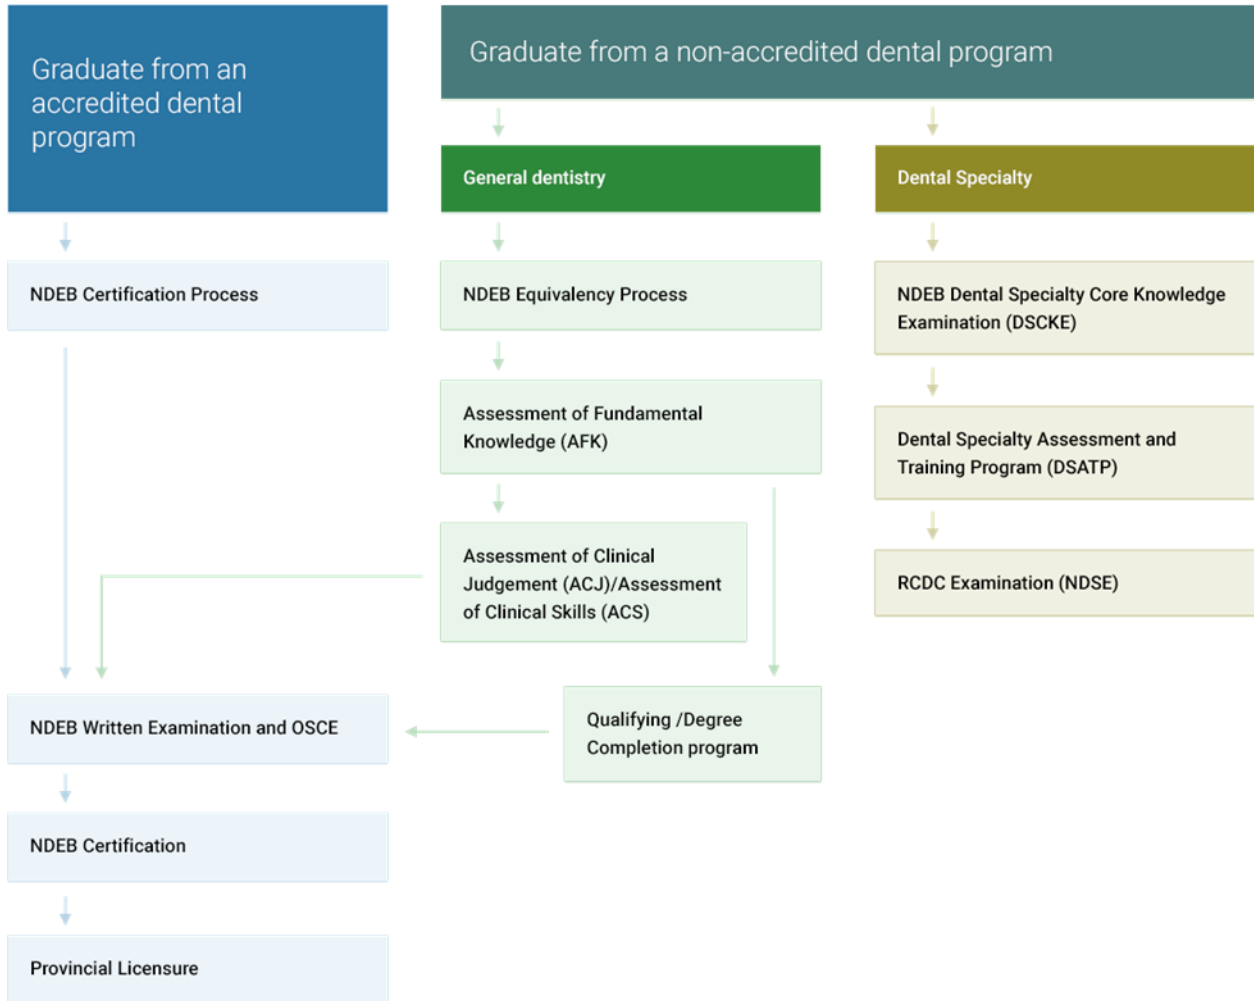 Graduate from an
accredited dental
program
Graduate from a non-accredited dental program
General dentistry
Dental Specialty
NDEB Certification Process
NDEB Equivalency Process
NDEB Dental Specialty Core Knowledge
Examination (DSCKE)
Assessment of Fundamental
Knowledge (AFK)
Dental Specialty Assessment and
Training Program (DSATP)
Assessment of Clinical
Judgement (ACJ)/Assessment
of Clinical Skills (ACS)
RCDC Examination (NDSE)
NDEB Written Examination and OSCE
Qualifying /Degree
Completion program
NDEB Certification
Provincial Licensure